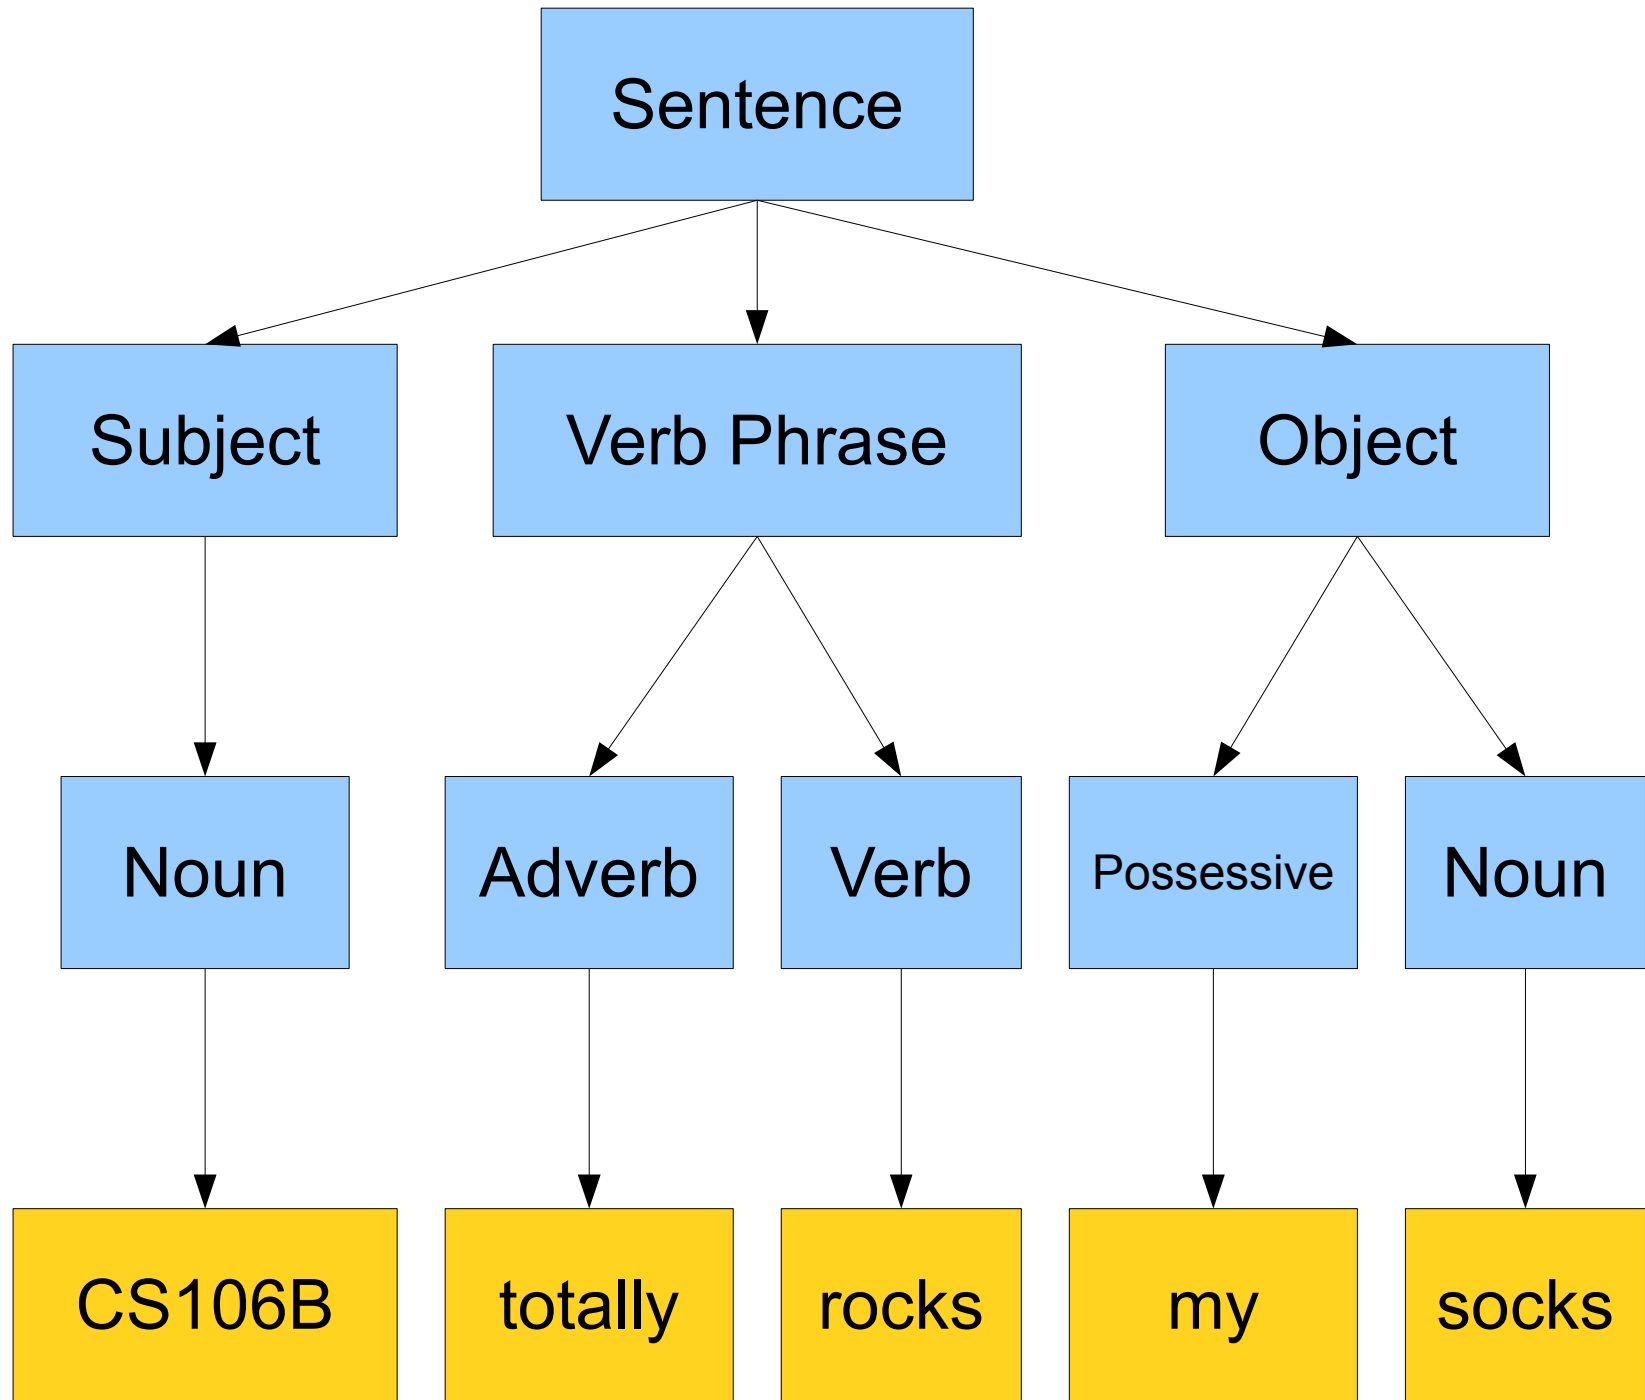 Sentence
Subject Verb Phrase Object
Noun Adverb Verb Possessive Noun
CS106B totally rocks my socks